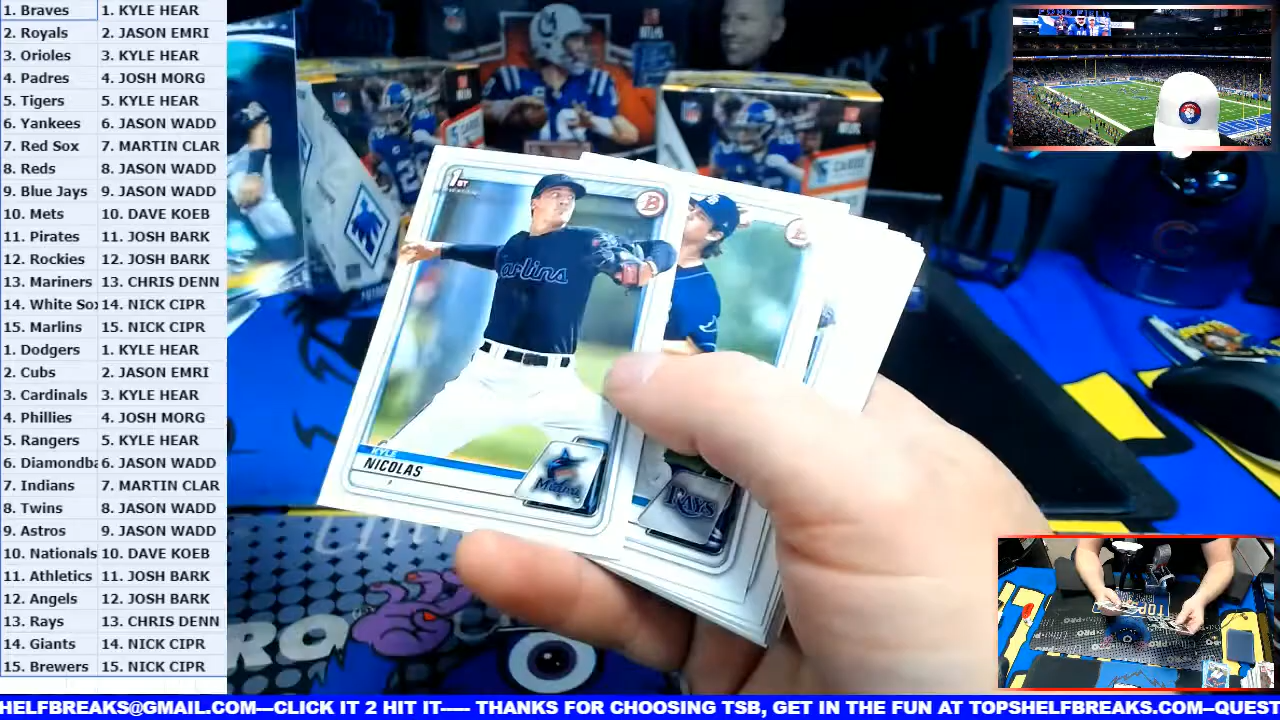 1. Braves 1. KYLE HEAR
2. Royals 2. JASON EMRI
3. Orioles 3. KYLE HEAR
4. Padres 4. JOSH MORG
5. Tigers 5. KYLE HEAR
6. Yankees 6. JASON WADD
7. Red Sox 7. MARTIN CLAR
8. Reds 8. JASON WADD
9. Blue Jays 9. JASON WADD
10. Mets 10. DAVE KOEB
11. Pirates 11. JOSH BARK
12. Rockies 12. JOSH BARK
13. Mariners 13. CHRIS DENN
14. White Sox 14. NICK CIPR
15. Marlins 15. NICK CIPR
1. Dodgers 1. KYLE HEAR
2. Cubs 2. JASON EMRI
3. Cardinals 3. KYLE HEAR
4. Phillies 4. JOSH MORG
5. Rangers 5. KYLE HEAR
6. Diamondba 6. JASON WADD
7. Indians 7. MARTIN CLAR
8. Twins 8. JASON WADD
9. Astros 9. JASON WADD
10. Nationals 10. DAVE KOEB
11. Athletics 11. JOSH BARK
12. Angels 12. JOSH BARK
13. Rays 13. CHRIS DENN
14. Giants 14. NICK CIPR
15. Brewers 15. NICK CIPR
1ST
B
arlins
KYLE
NICOLAS
Miami
RAYS
HELFBREAKS@GMAIL.COM---CLICK IT 2 HIT IT----- THANKS FOR CHOOSING TSB, GET IN THE FUN AT TOPSHELFBREAKS.COM--QUEST